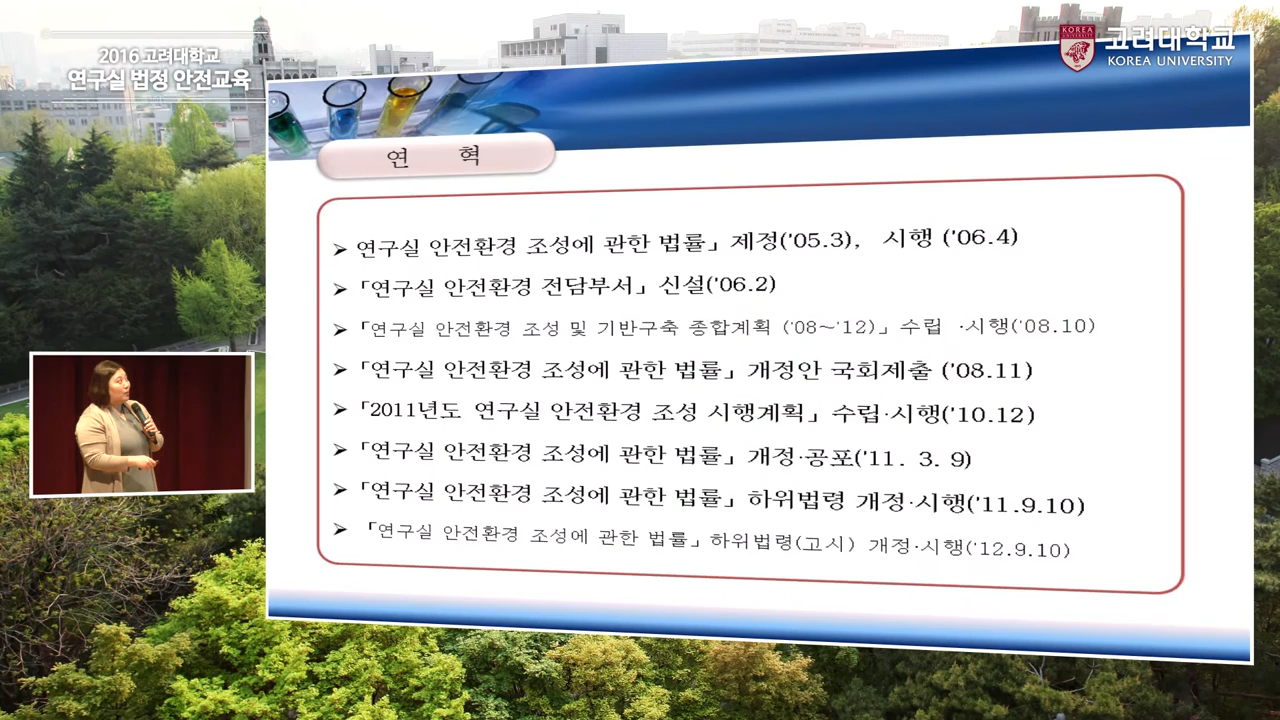 2016 고려대학교
연구실 법정 안전교육
KOREA
UNIVERSITY
고려대학교
KOREA UNIVERSITY
연 혁
➢ 연구실 안전환경 조성에 관한 법률」 제정('05.3), 시행 ('06.4)
➢ 「연구실 안전환경 전담부서」 신설('06.2)
➢ 「연구실 안전환경 조성 및 기반구축 종합계획 ('08~'12)」 수립 ·시행('08.10)
➢ 「연구실 안전환경 조성에 관한 법률」 개정안 국회제출 ('08.11)
➢ 「2011년도 연구실 안전환경 조성 시행계획」 수립·시행('10.12)
➢ 「연구실 안전환경 조성에 관한 법률」 개정·공포('11. 3. 9)
➢ 「연구실 안전환경 조성에 관한 법률」 하위법령 개정·시행('11.9.10)
➢ 「연구실 안전환경 조성에 관한 법률」 하위법령(고시) 개정·시행('12.9.10)